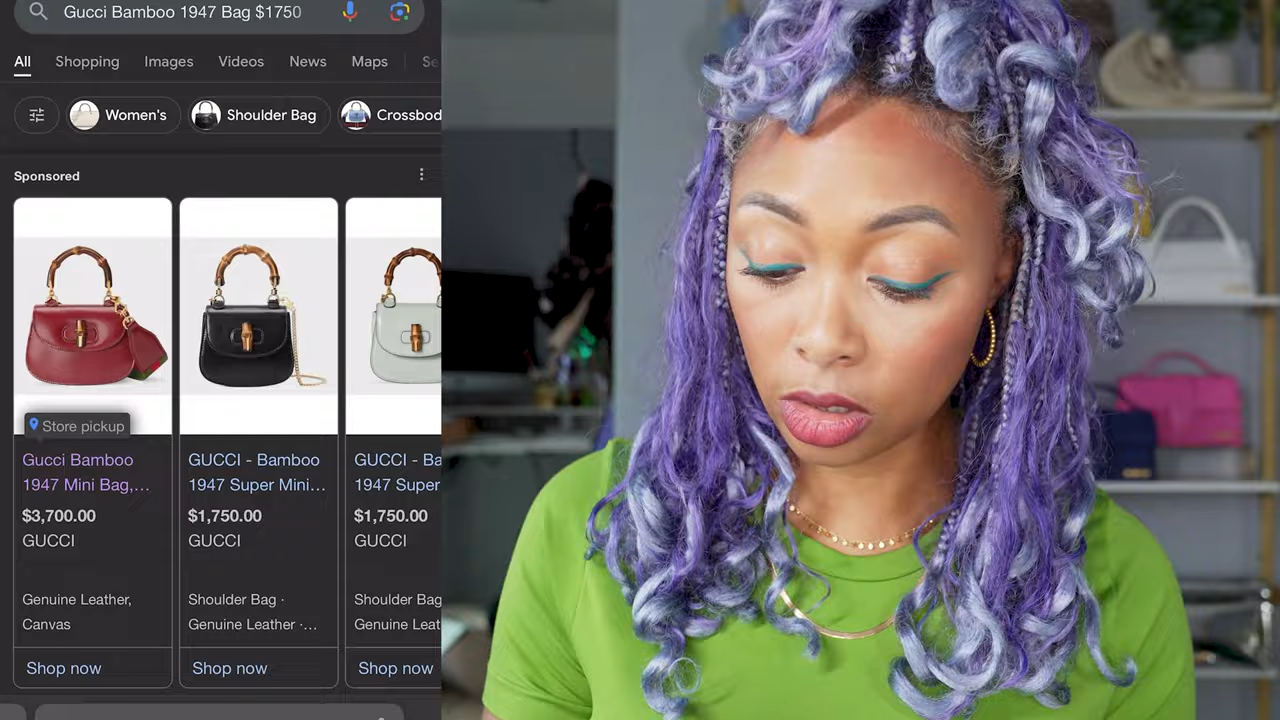 Gucci Bamboo 1947 Bag $1750
All Shopping Images Videos News Maps Se
Women's Shoulder Bag Crossbod
Sponsored
Store pickup
Gucci Bamboo
1947 Mini Bag,...
$3,700.00
GUCCI
Genuine Leather,
Canvas
Shop now
GUCCI - Bamboo
1947 Super Mini...
$1,750.00
GUCCI
Shoulder Bag ·
Genuine Leather ·...
Shop now
GUCCI - Ba
1947 Super
$1,750.00
GUCCI
Shoulder Bag
Genuine Leat
Shop now